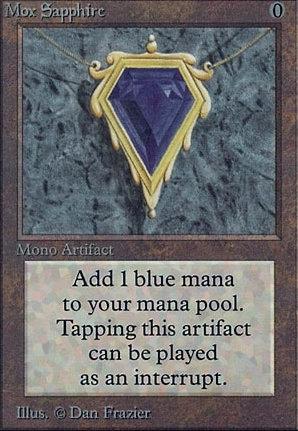 Mox Sapphire 0
Mono Artifact
Add 1 blue mana
to your mana pool.
Tapping this artifact
can be played
as an interrupt.
Illus. © Dan Frazier